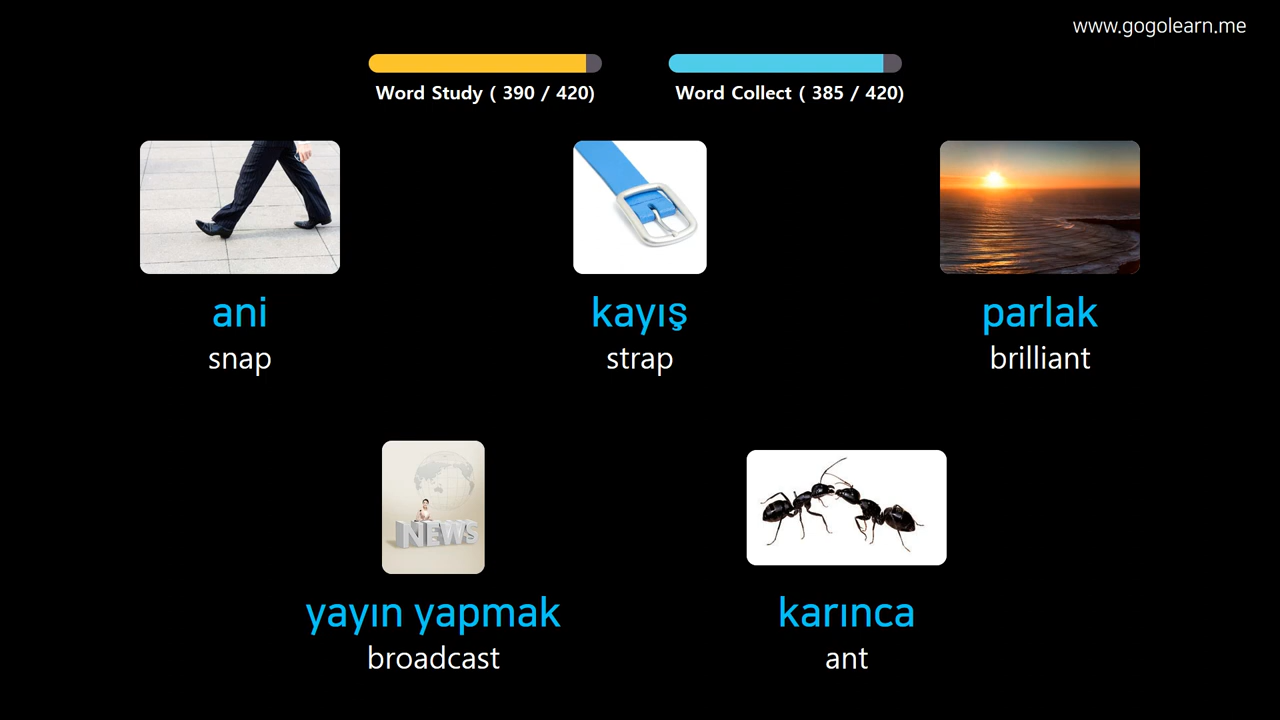 www.gogolearn.me
Word Study ( 390 / 420)
Word Collect ( 385 / 420)
ani
snap
kayış
strap
parlak
brilliant
NEWS
yayın yapmak
broadcast
karınca
ant